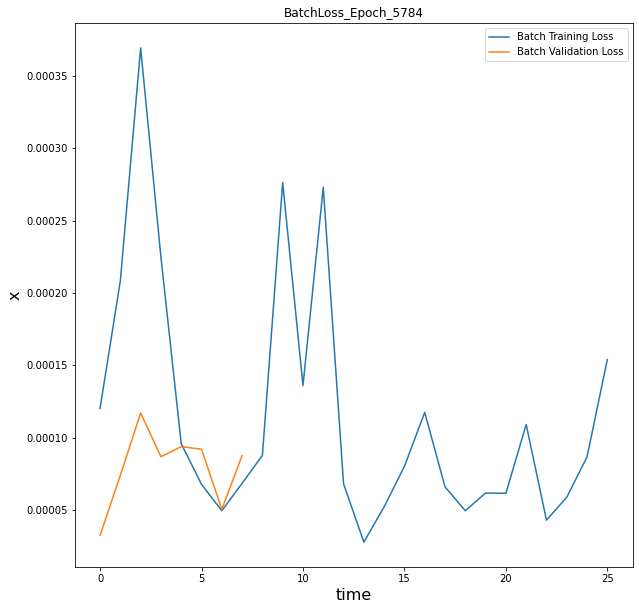 BatchLoss_Epoch_5784
Batch Training Loss
Batch Validation Loss
0.00035
0.00030
0.00025
0.00020
0.00015
0.00010
0.00005
x
0 5 10 15 20 25
time